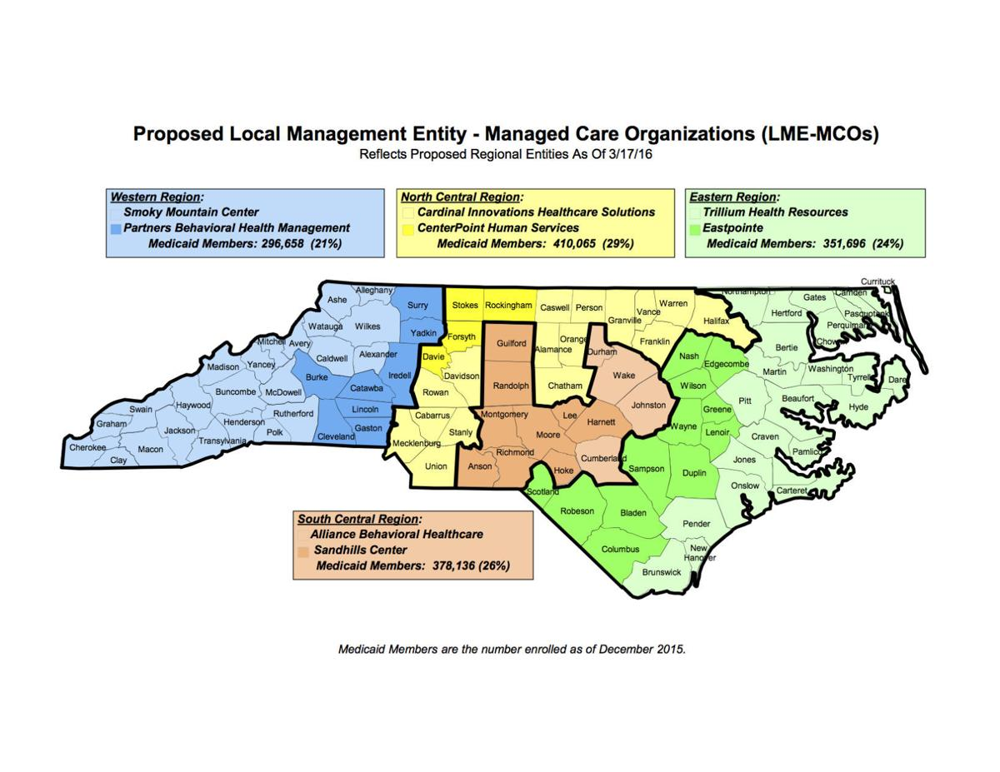 Proposed Local Management Entity - Managed Care Organizations (LME-MCOs)
Reflects Proposed Regional Entities As Of 3/17/16
Western Region:
Smoky Mountain Center
Partners Behavioral Health Management
Medicaid Members: 296,658 (21%)
North Central Region:
Cardinal Innovations Healthcare Solutions
CenterPoint Human Services
Medicaid Members: 410,065 (29%)
Eastern Region:
Trillium Health Resources
Eastpointe
Medicaid Members: 351,696 (24%)
Currituck
Alleghany
Ashe
Surry
Stokes
Rockingham
Caswell
Person
Vance
Warren
Granville
Northampton
Gates
Camden
Hertford
Pasquotank
Perquimans
Halifax
Watauga
Wilkes
Yadkin
Forsyth
Guilford
Orange
Alamance
Franklin
Chowan
Bertie
Mitchell
Avery
Caldwell
Alexander
Davie
Durham
Nash
Edgecombe
Madison
Yancey
Burke
Iredell
Davidson
Wake
Martin
Washington
Tyrrell
Dare
Buncombe
McDowell
Catawba
Rowan
Randolph
Chatham
Wilson
Pitt
Beaufort
Hyde
Swain
Haywood
Rutherford
Lincoln
Cabarrus
Montgomery
Lee
Johnston
Greene
Graham
Henderson
Jackson
Polk
Gaston
Stanly
Moore
Harnett
Wayne
Lenoir
Craven
Cherokee
Macon
Transylvania
Cleveland
Mecklenburg
Richmond
Cumberland
Pamlico
Clay
Union
Anson
Hoke
Sampson
Duplin
Jones
Onslow
Carteret
Scotland
Robeson
Bladen
Pender
Columbus
New
Hanover
Brunswick
South Central Region:
Alliance Behavioral Healthcare
Sandhills Center
Medicaid Members: 378,136 (26%)
Medicaid Members are the number enrolled as of December 2015.